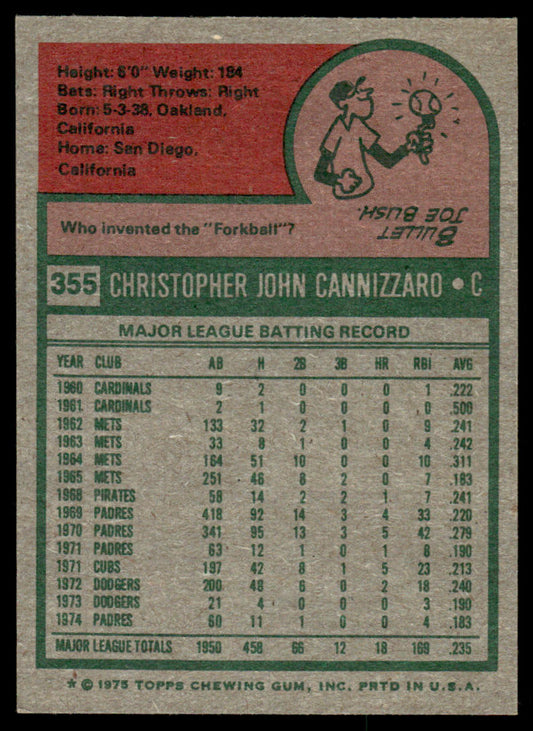 Height: 6'0" Weight: 184
Bats: Right Throws: Right
Born: 5-3-38, Oakland,
California
Home: San Diego,
California
Who invented the "Forkball"?
BULLET
JOE BUSH.
355 CHRISTOPHER JOHN CANNIZZARO • C
MAJOR LEAGUE BATTING RECORD
YEAR CLUB AB H 2B 3B HR RBI AVG
1960 CARDINALS 9 2 0 0 0 1 .222
1961 CARDINALS 2 1 0 0 0 0 .500
1962 METS 133 32 2 1 0 9 .241
1963 METS 33 8 1 0 0 4 .242
1964 METS 164 51 10 0 0 10 .311
1965 METS 251 46 8 2 0 7 .183
1968 PIRATES 58 14 2 2 1 7 .241
1969 PADRES 418 92 14 3 4 33 .220
1970 PADRES 341 95 13 3 5 42 .279
1971 PADRES 63 12 1 0 1 8 .190
1971 CUBS 197 42 8 1 5 23 .213
1972 DODGERS 200 48 6 0 2 18 .240
1973 DODGERS 21 4 0 0 0 3 .190
1974 PADRES 60 11 1 0 0 4 .183
MAJOR LEAGUE TOTALS 1950 458 66 12 18 169 .235
★ © 1975 TOPPS CHEWING GUM, INC. PRTD IN U.S.A.